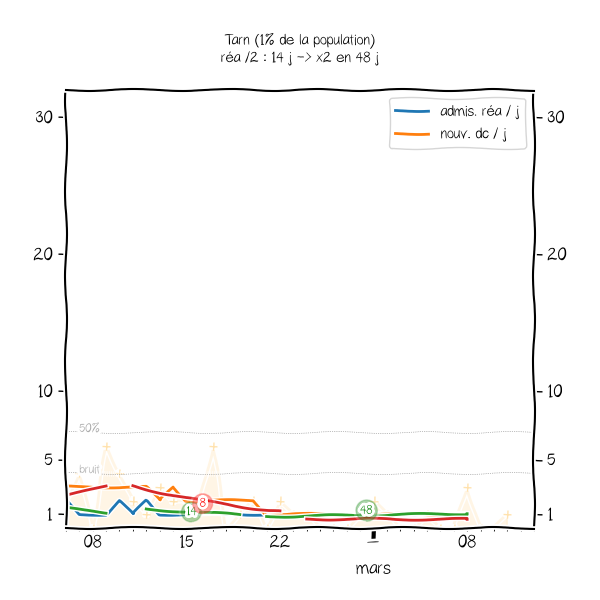 Tarn (1% de la population)
réa /2 : 14 j -> x2 en 48 j
admis. réa / j
nouv. dc / j
30 30
20 20
10 10
50%
5 5
bruit
8
14 48
1 1
08 15 22 1 08
mars